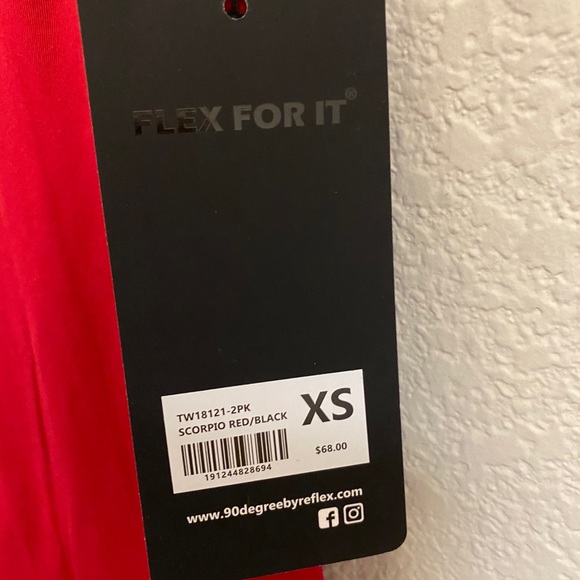 FLEX FOR IT®
TW18121-2PK
SCORPIO RED/BLACK
XS
191244828694
$68.00
www.90degreebyreflex.com